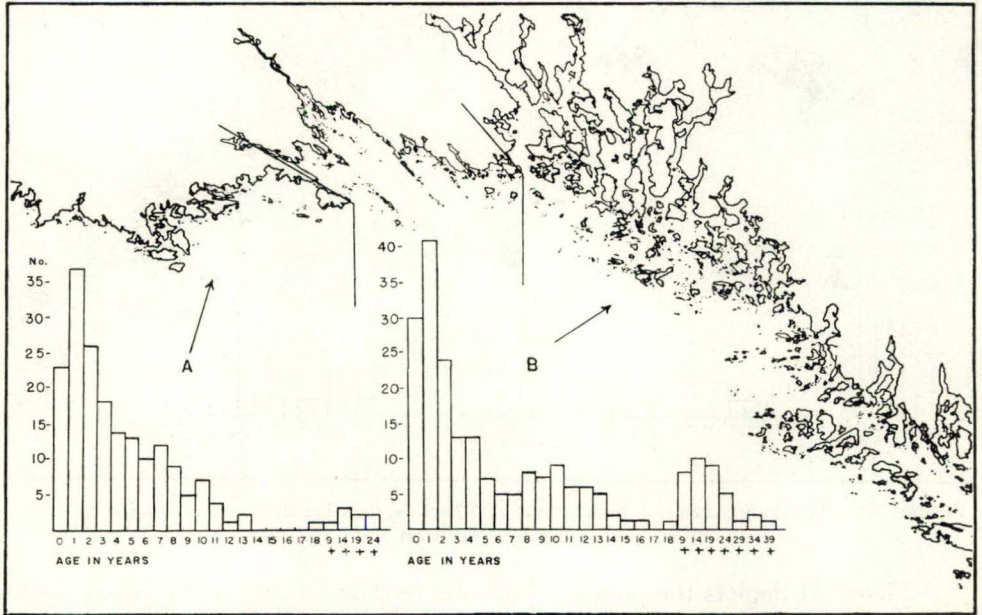 No.
35-
30-
25-
20-
15-
10-
5-
0 1 2 3 4 5 6 7 8 9 10 11 12 13 14 15 16 17 18 9 14 19 24
+ + + +
AGE IN YEARS
A
40-
35-
30-
25-
20-
15-
10-
5-
0 1 2 3 4 5 6 7 8 9 10 11 12 13 14 15 16 17 18 9 14 19 24 29 34 39
+ + + + + + +
AGE IN YEARS
B